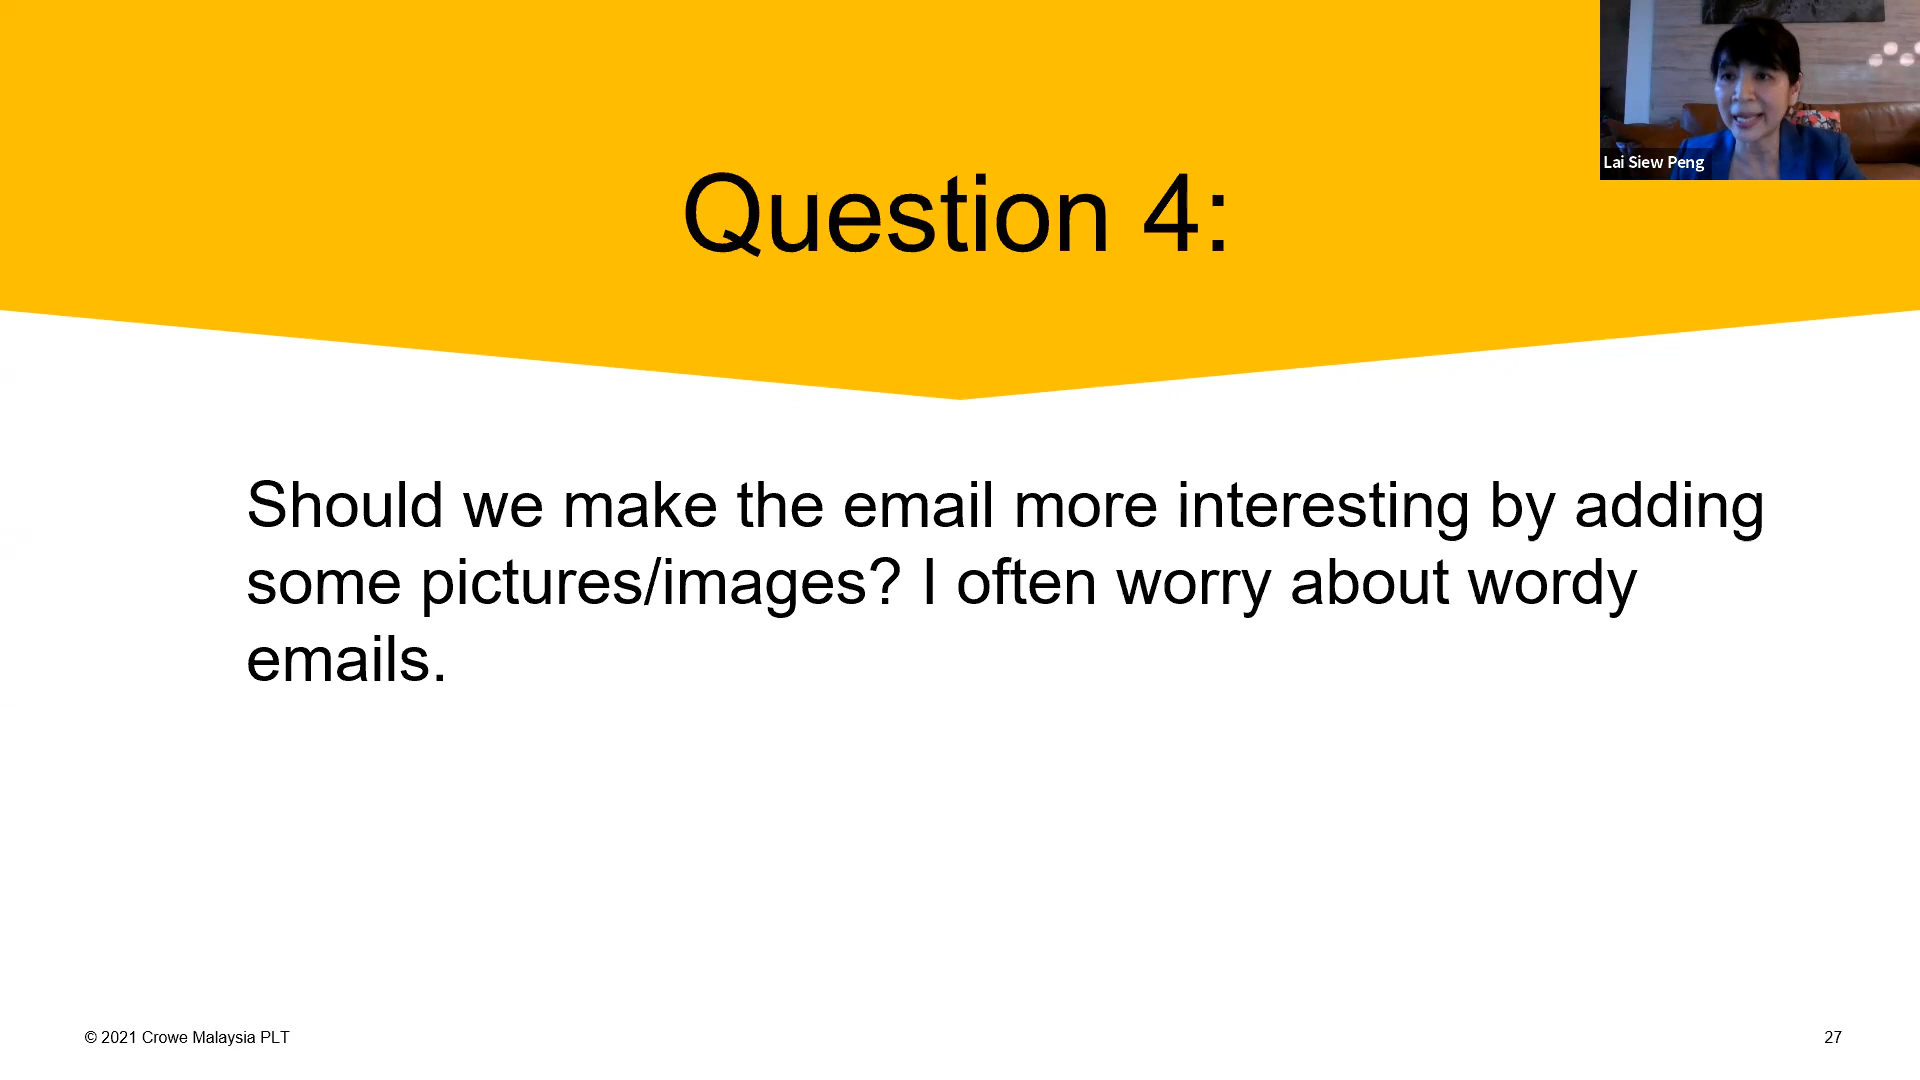 Lai Siew Peng
Question 4:
Should we make the email more interesting by adding
some pictures/images? I often worry about wordy
emails.
© 2021 Crowe Malaysia PLT
27